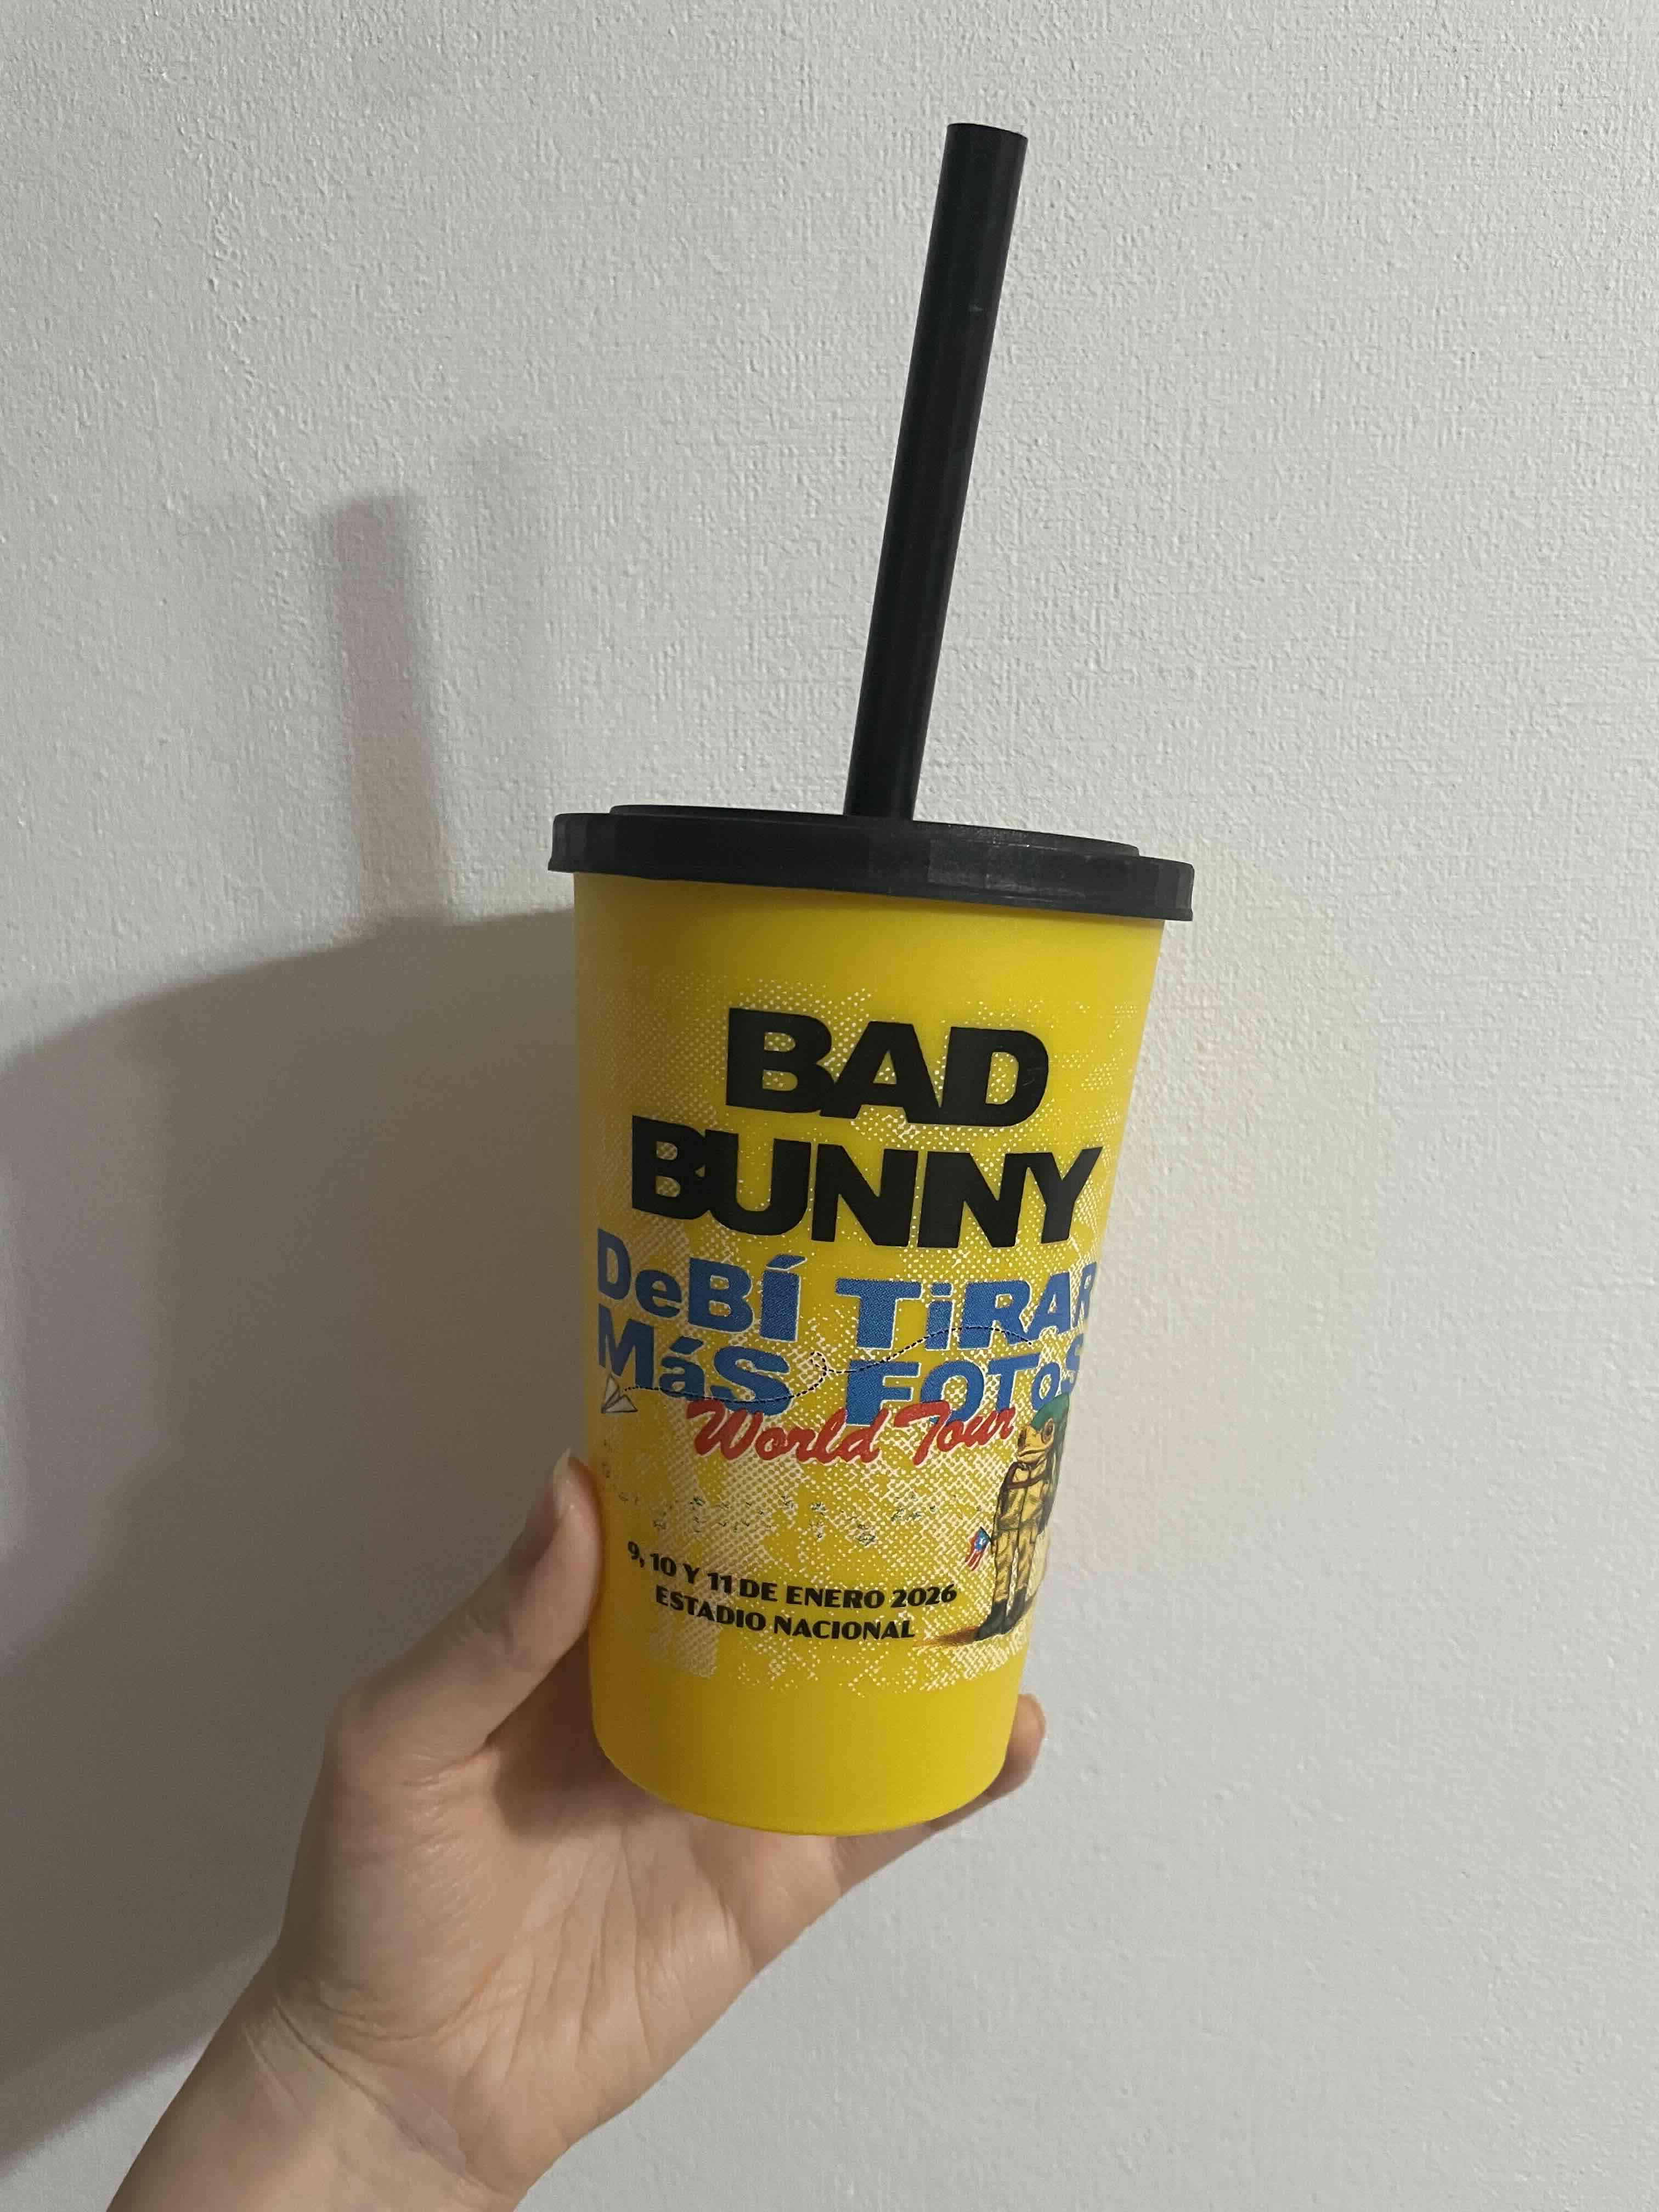 BAD
BUNNY
DeBÍ TiRAR
MáS FOToS
World Tour
9, 10 Y 11 DE ENERO 2026
ESTADIO NACIONAL